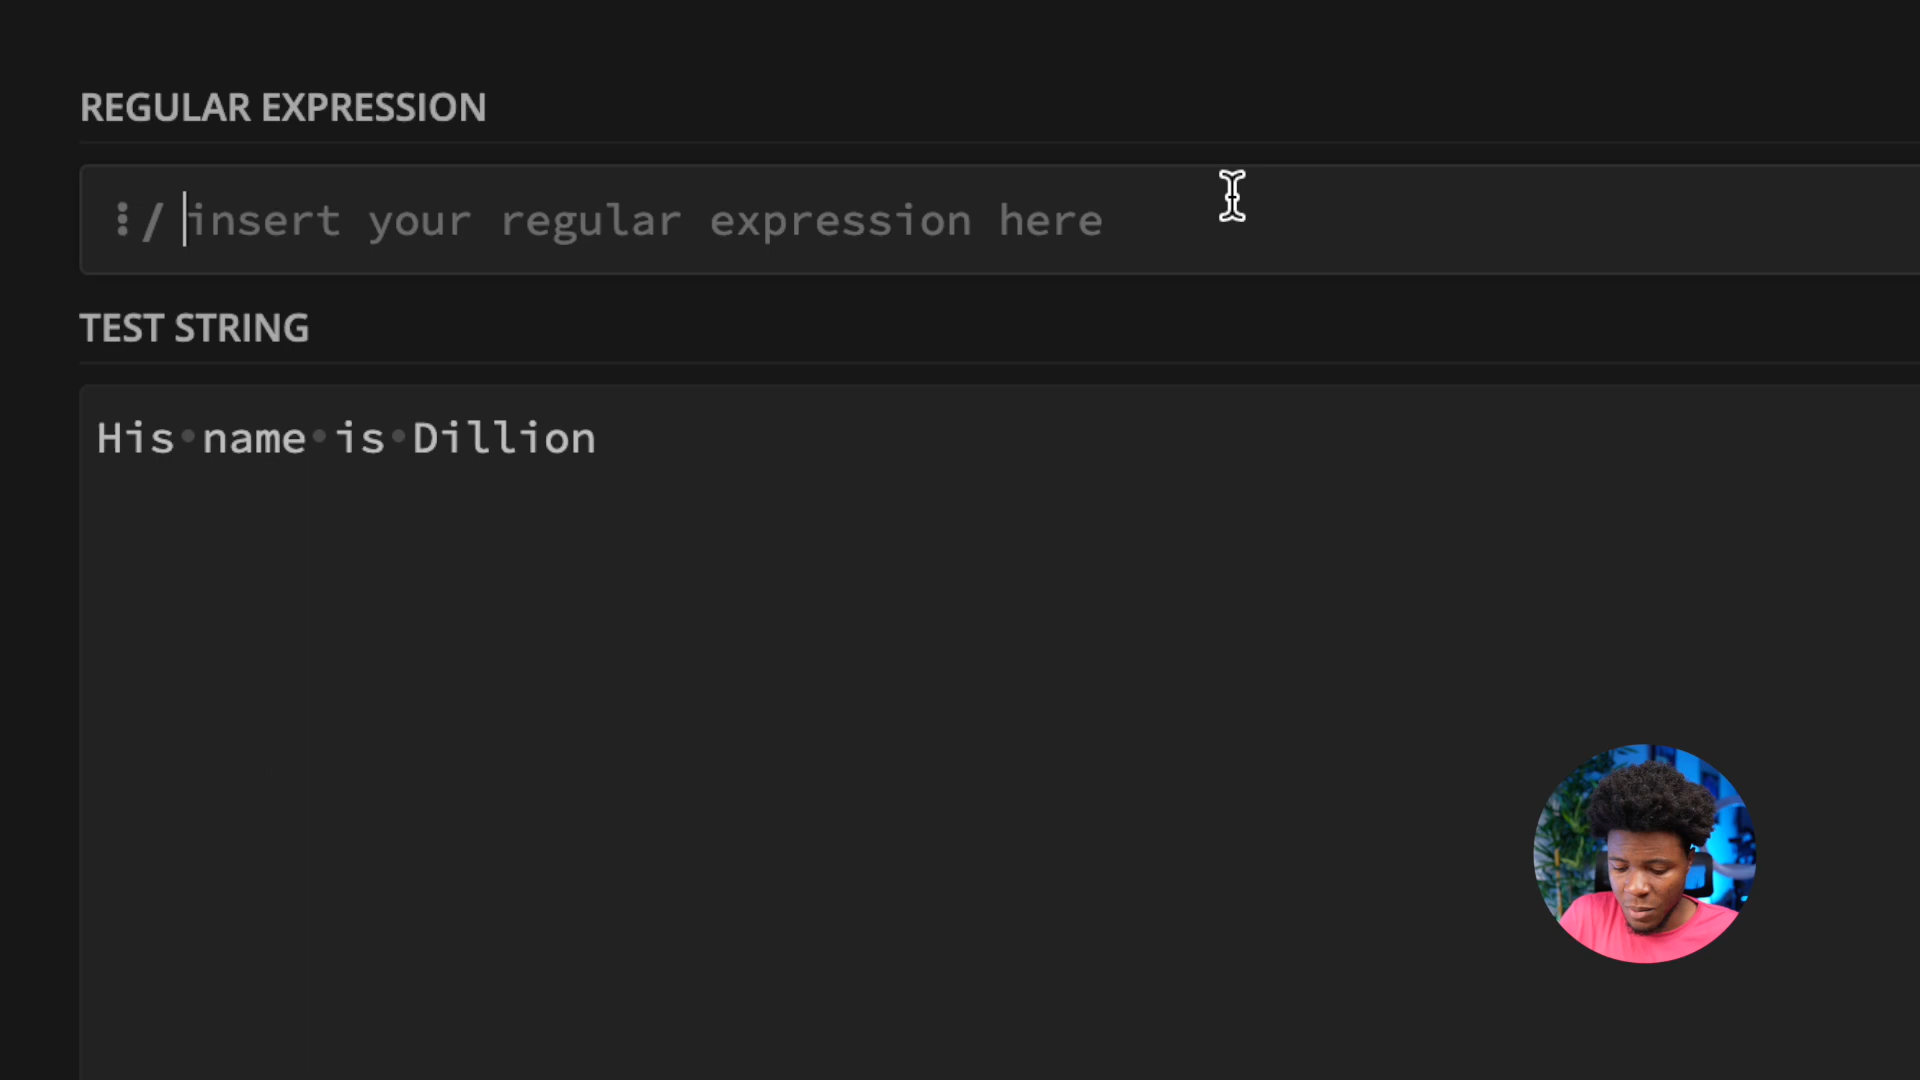 REGULAR EXPRESSION
/ insert your regular expression here
TEST STRING
His·name·is·Dillion